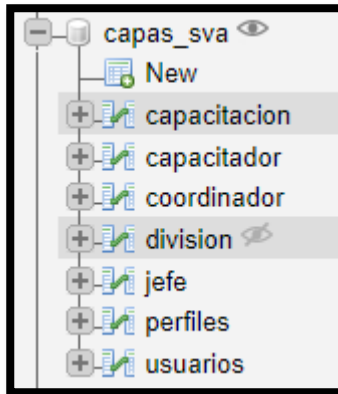 capas_sva
New
capacitacion
capacitador
coordinador
division
jefe
perfiles
usuarios